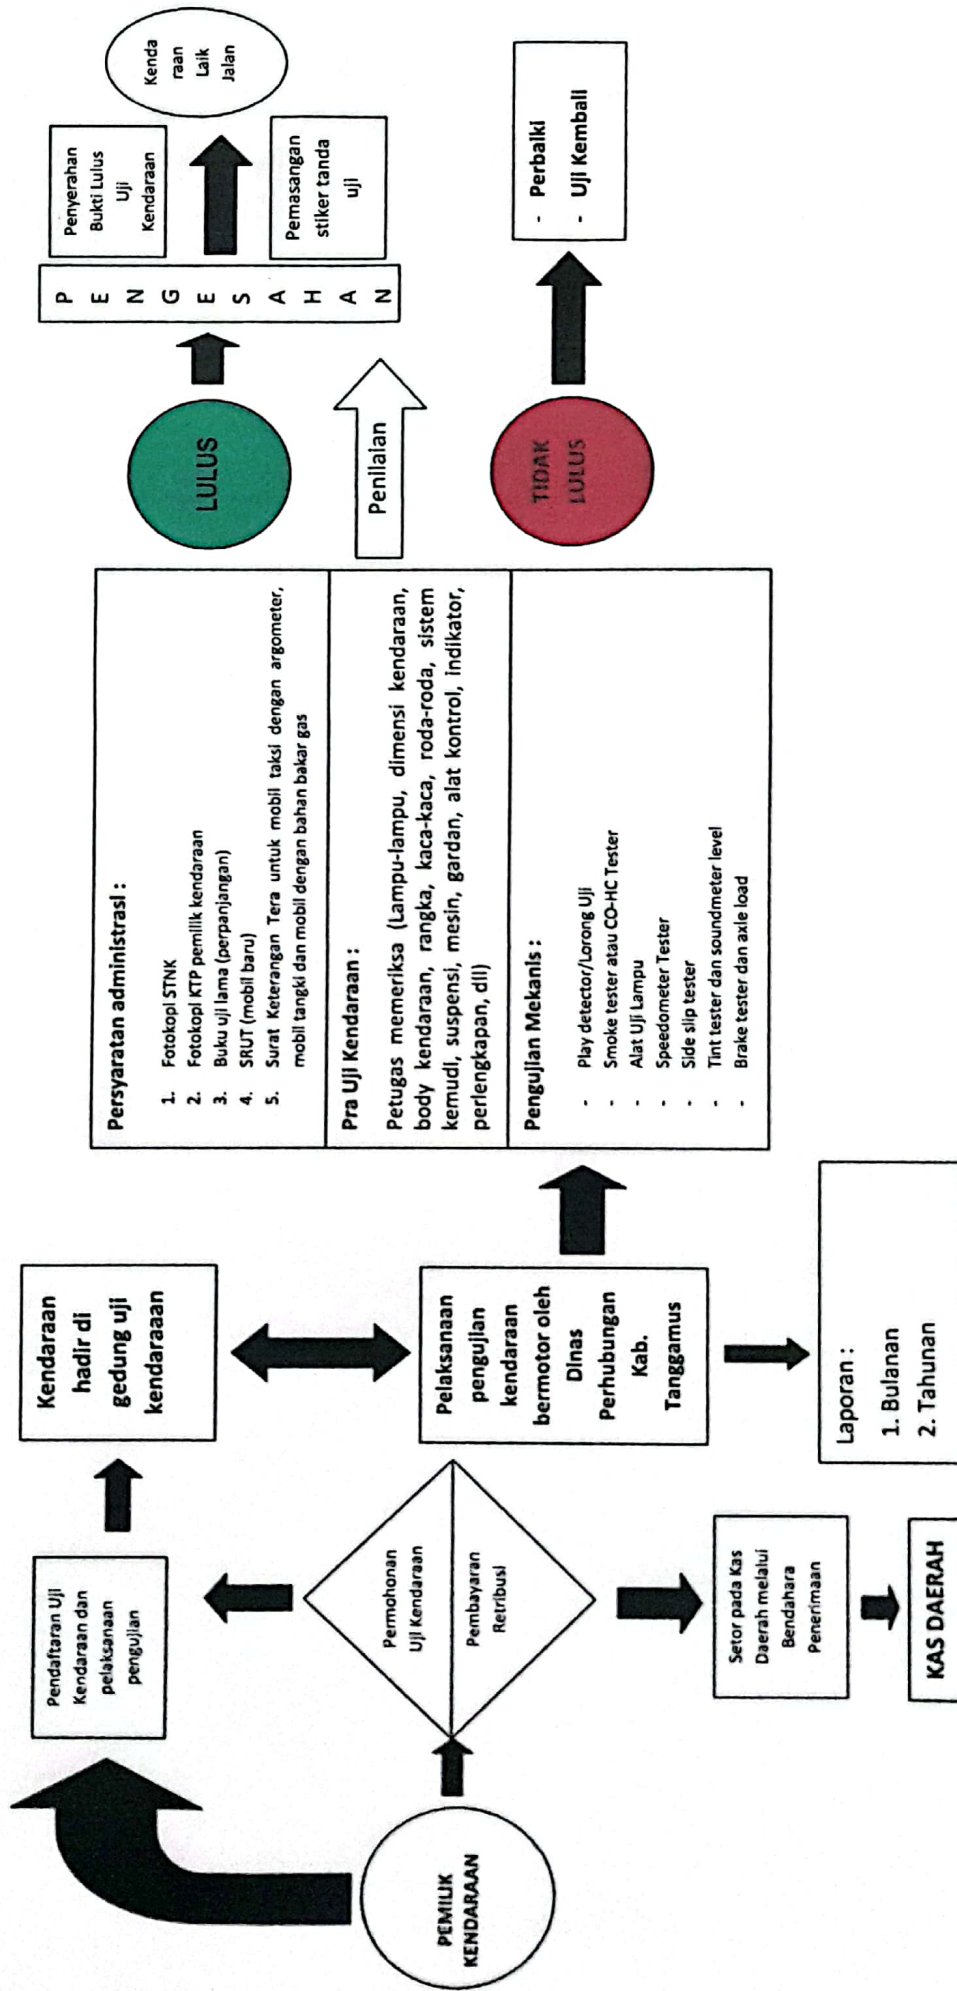 PEMILIK
KENDARAAN
Pendaftaran Uji
Kendaraan dan
pelaksanaan
pengujian
Permohonan
Uji Kendaraan
Pembayaran
Retribusi
Setor pada Kas
Daerah melalui
Bendahara
Penerimaan
KAS DAERAH
Kendaraan
hadir di
gedung uji
kendaraaan
Pelaksanaan
pengujian
kendaraan
bermotor oleh
Dinas
Perhubungan
Kab.
Tanggamus
Laporan :
1. Bulanan
2. Tahunan
Persyaratan administrasi :
1. Fotokopi STNK
2. Fotokopi KTP pemilik kendaraan
3. Buku uji lama (perpanjangan)
4. SRUT (mobil baru)
5. Surat Keterangan Tera untuk mobil taksi dengan argometer,
mobil tangki dan mobil dengan bahan bakar gas
Pra Uji Kendaraan :
Petugas memeriksa (Lampu-lampu, dimensi kendaraan,
body kendaraan, rangka, kaca-kaca, roda-roda, sistem
kemudi, suspensi, mesin, gardan, alat kontrol, indikator,
perlengkapan, dll)
Pengujian Mekanis :
- Play detector/Lorong Uji
- Smoke tester atau CO-HC Tester
- Alat Uji Lampu
- Speedometer Tester
- Side slip tester
- Tint tester dan soundmeter level
- Brake tester dan axle load
LULUS
Penilaian
TIDAK
LULUS
P E N G E S A H A N
Penyerahan
Bukti Lulus
Uji
Kendaraan
Pemasangan
stiker tanda
uji
Kenda
raan
Laik
Jalan
- Perbaiki
- Uji Kembali